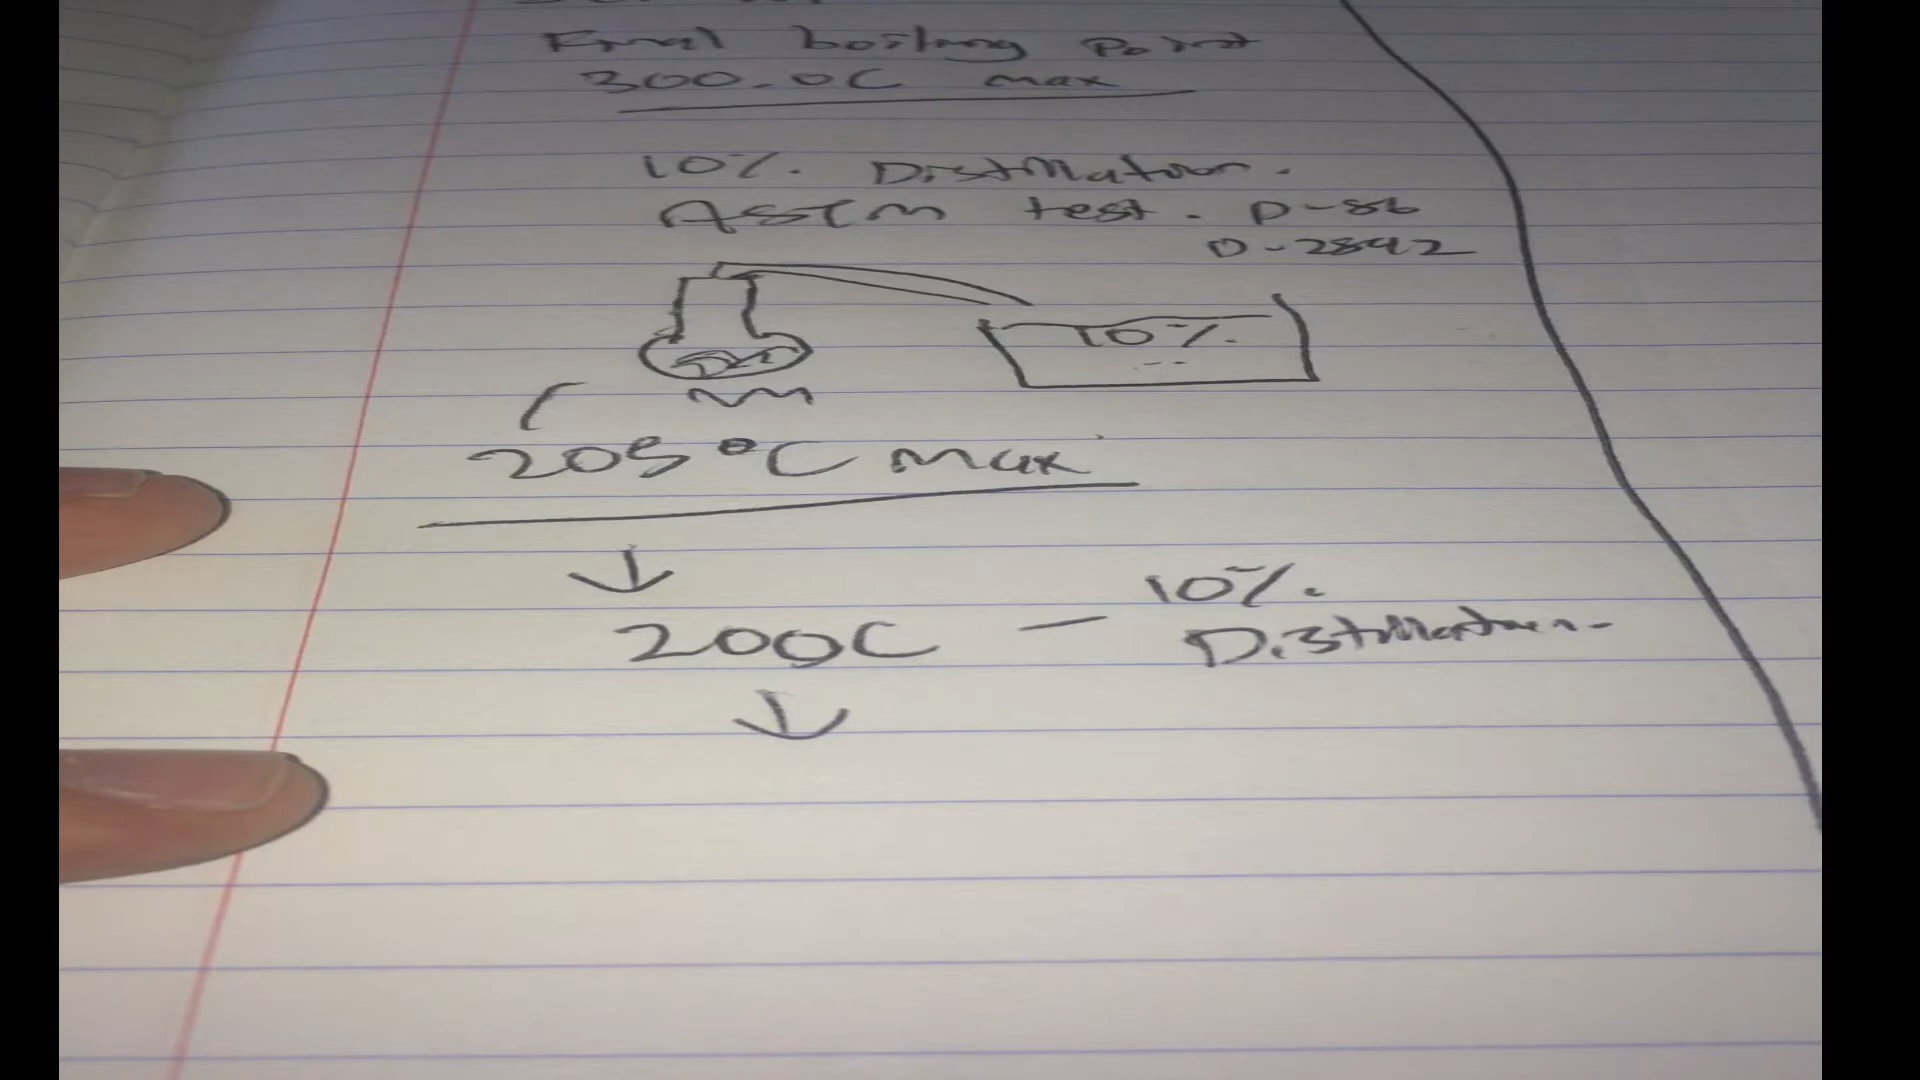 Final boiling Point
300.0C max
10%. Distillation.
ASTM test. D-86
D-2892
10%.
205°C Max
10%.
200C - Distillation.